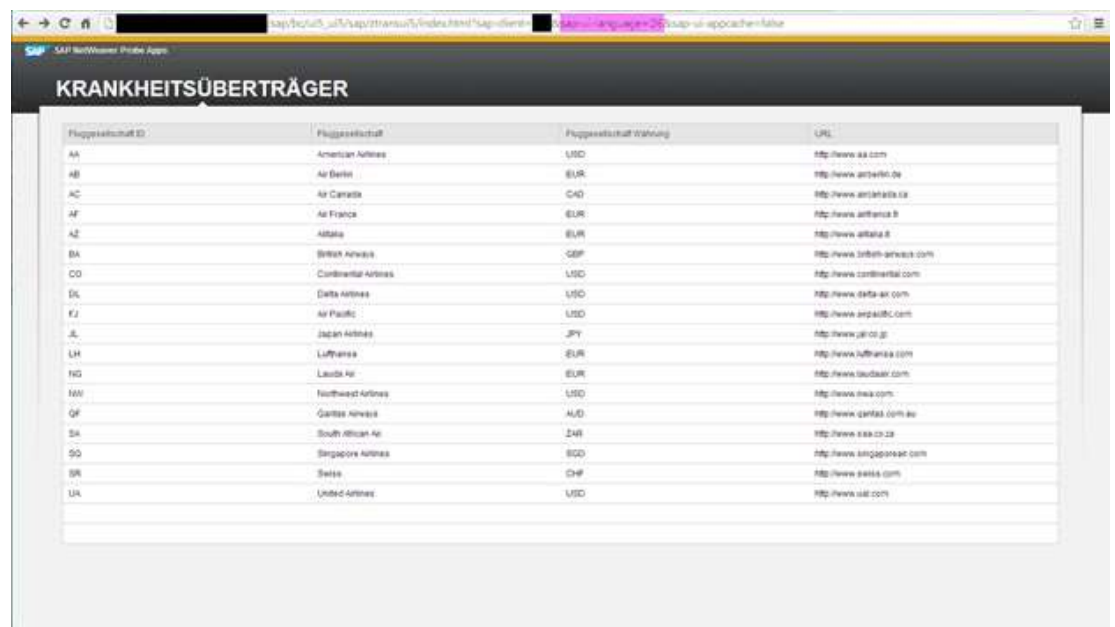 sap/bc/ui5_ui5/sap/ztransui5/index.html?sap-client= &sap-ui-language=DE&sap-ui-appcache=false
SAP SAP NetWeaver Probe Apps
KRANKHEITSÜBERTRÄGER
Fluggesellschaft ID Fluggesellschaft Fluggesellschaft Währung URL
AA American Airlines USD http://www.aa.com
AB Air Berlin EUR http://www.airberlin.de
AC Air Canada CAD http://www.aircanada.ca
AF Air France EUR http://www.airfrance.fr
AZ Alitalia EUR http://www.alitalia.it
BA British Airways GBP http://www.british-airways.com
CO Continental Airlines USD http://www.continental.com
DL Delta Airlines USD http://www.delta-air.com
FJ Air Pacific USD http://www.airpacific.com
JL Japan Airlines JPY http://www.jal.co.jp
LH Lufthansa EUR http://www.lufthansa.com
NG Lauda Air EUR http://www.laudaair.com
NW Northwest Airlines USD http://www.nwa.com
QF Qantas Airways AUD http://www.qantas.com.au
SA South African Air ZAR http://www.saa.co.za
SQ Singapore Airlines SGD http://www.singaporeair.com
SR Swiss CHF http://www.swiss.com
UA United Airlines USD http://www.ual.com